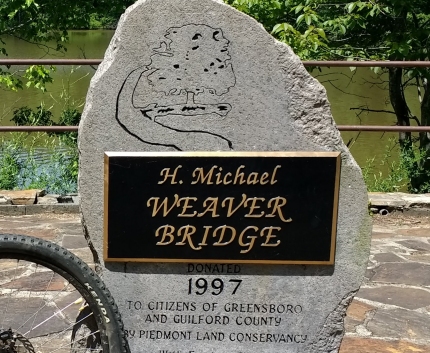 H. Michael
WEAVER
BRIDGE
DONATED
1997
TO CITIZENS OF GREENSBORO
AND GUILFORD COUNTY
BY PIEDMONT LAND CONSERVANCY